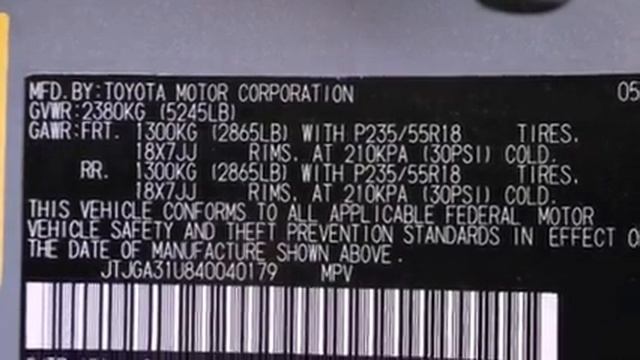 MFD. BY: TOYOTA MOTOR CORPORATION 05
GVWR: 2380KG (5245LB)
GAWR: FRT. 1300KG (2865LB) WITH P235/55R18 TIRES,
18X7JJ RIMS, AT 210KPA (30PSI) COLD.
RR. 1300KG (2865LB) WITH P235/55R18 TIRES,
18X7JJ RIMS, AT 210KPA (30PSI) COLD.
THIS VEHICLE CONFORMS TO ALL APPLICABLE FEDERAL MOTOR
VEHICLE SAFETY AND THEFT PREVENTION STANDARDS IN EFFECT O
THE DATE OF MANUFACTURE SHOWN ABOVE.
JTJGA31U840040179 MPV